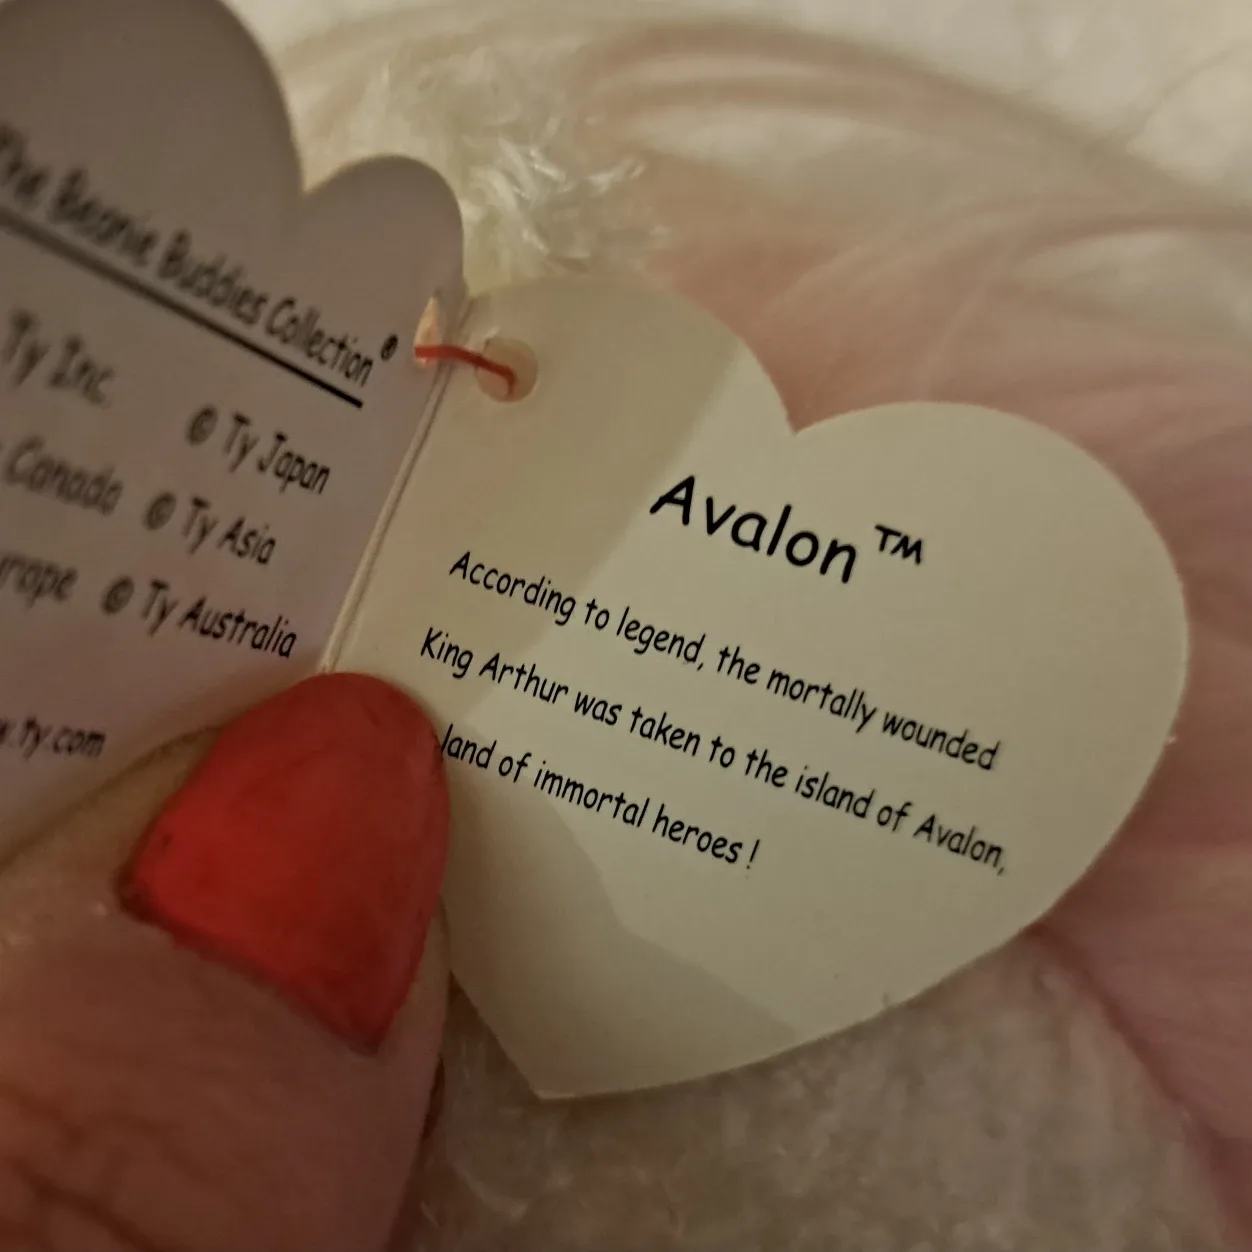 The Beanie Buddies Collection®
Ty Inc.
© Ty Japan
Canada © Ty Asia
© Ty Australia
.ty.com
Avalon™
According to legend, the mortally wounded
King Arthur was taken to the island of Avalon,
land of immortal heroes !